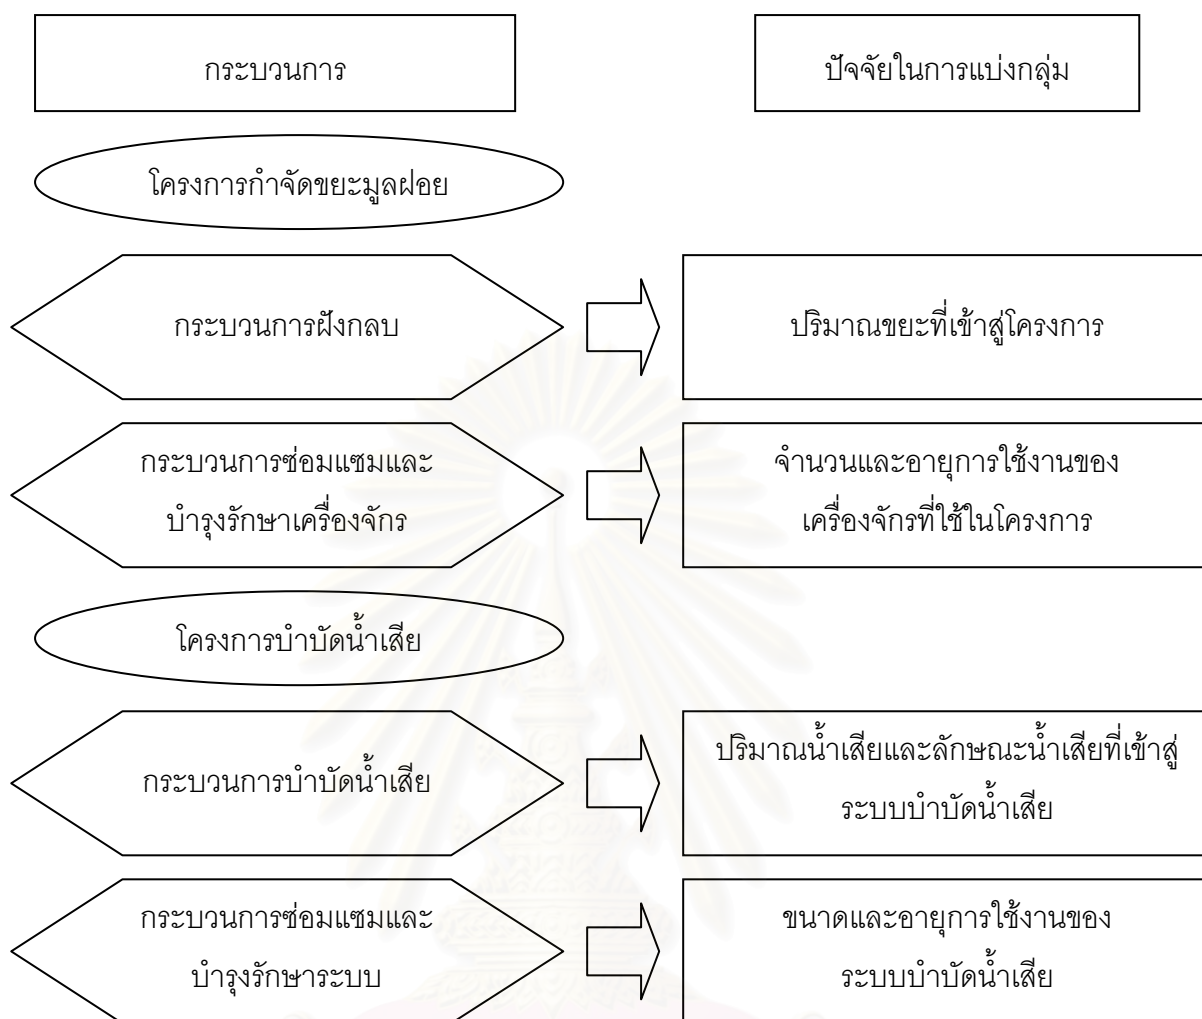 กระบวนการ
ปัจจัยในการแบ่งกลุ่ม
โครงการกำจัดขยะมูลฝอย
กระบวนการฝังกลบ
ปริมาณขยะที่เข้าสู่โครงการ
กระบวนการซ่อมแซมและ
บำรุงรักษาเครื่องจักร
จำนวนและอายุการใช้งานของ
เครื่องจักรที่ใช้ในโครงการ
โครงการบำบัดน้ำเสีย
กระบวนการบำบัดน้ำเสีย
ปริมาณน้ำเสียและลักษณะน้ำเสียที่เข้าสู่
ระบบบำบัดน้ำเสีย
กระบวนการซ่อมแซมและ
บำรุงรักษาระบบ
ขนาดและอายุการใช้งานของ
ระบบบำบัดน้ำเสีย